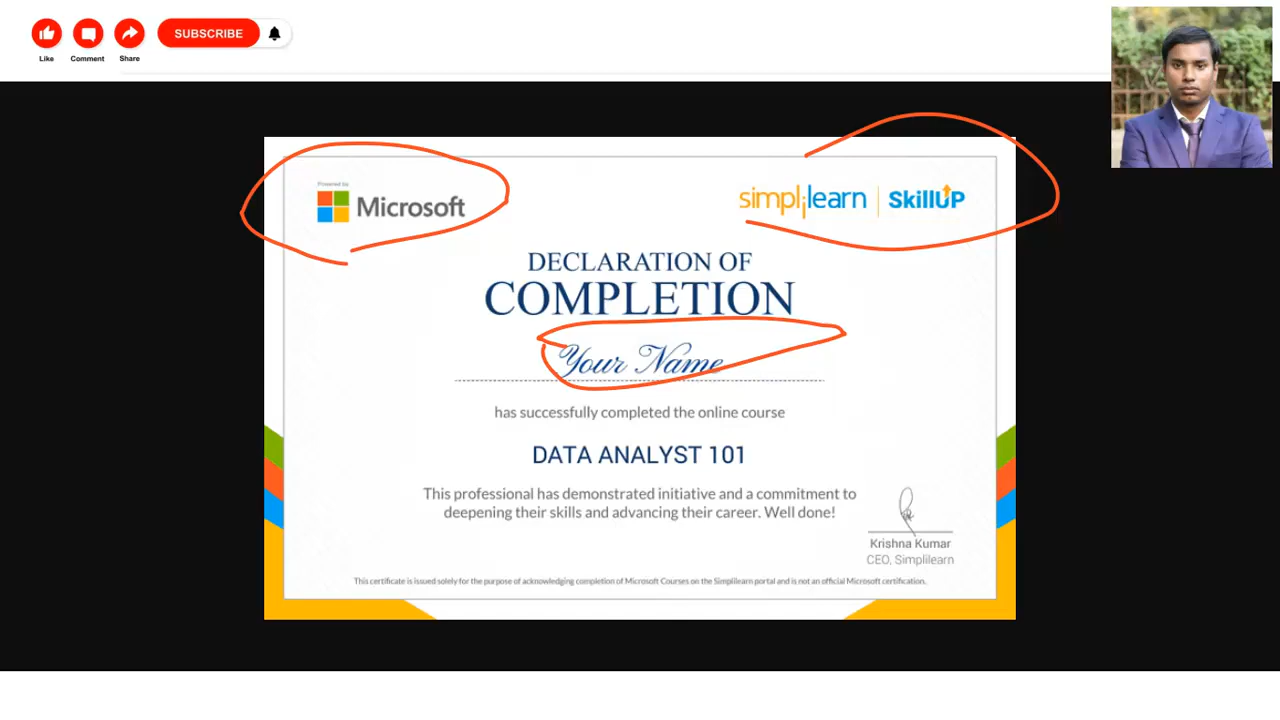 SUBSCRIBE
Like Comment Share
Powered by
Microsoft
simplilearn | SkillUP
DECLARATION OF
COMPLETION
Your Name
has successfully completed the online course
DATA ANALYST 101
This professional has demonstrated initiative and a commitment to
deepening their skills and advancing their career. Well done!
Krishna Kumar
CEO, Simplilearn
This certificate is issued solely for the purpose of acknowledging completion of Microsoft Courses on the Simplilearn portal and is not an official Microsoft certification.